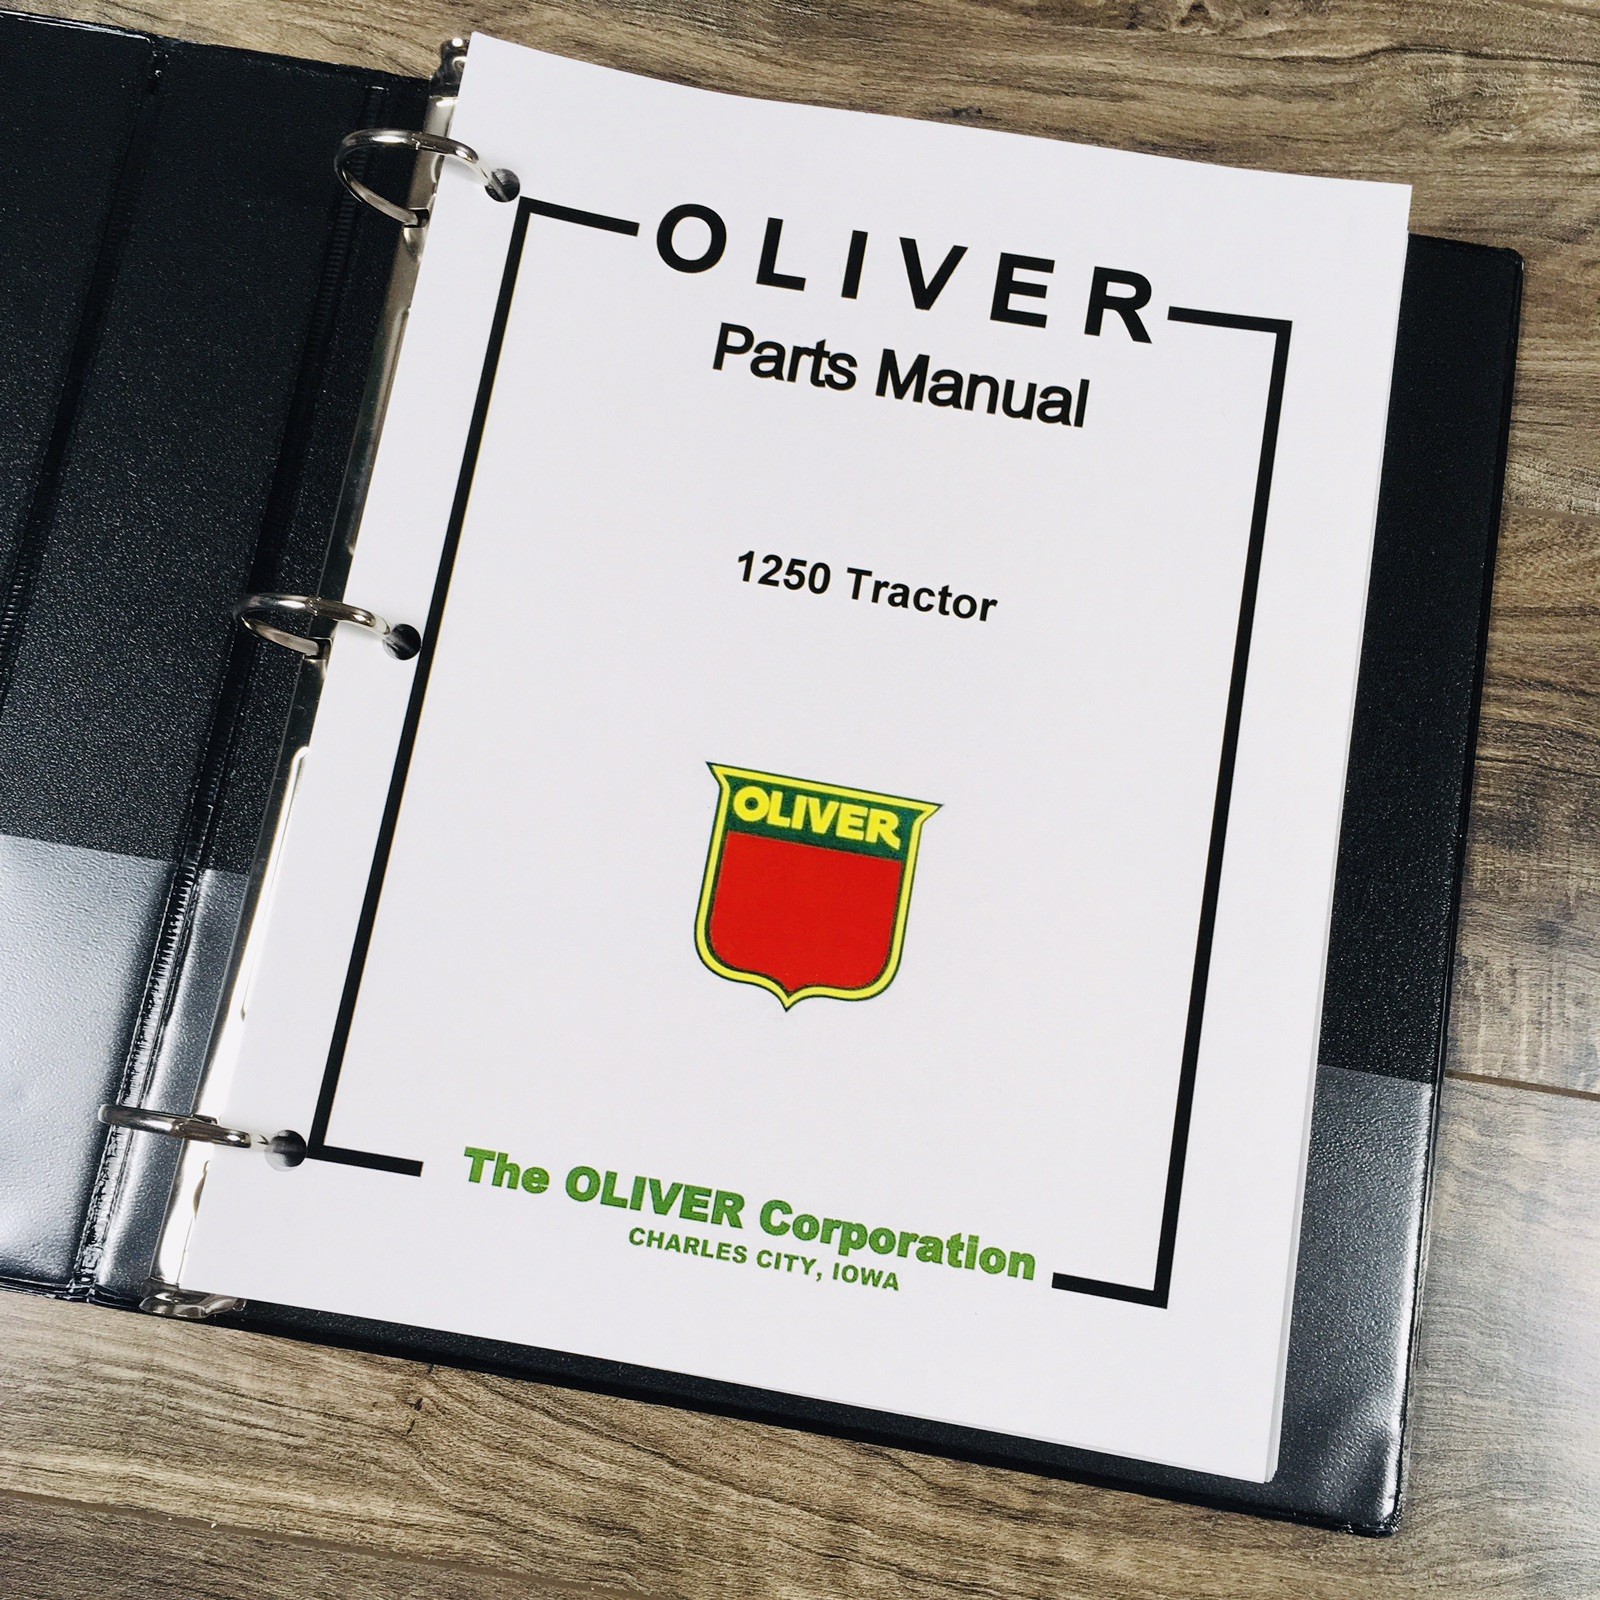 OLIVER
Parts Manual
1250 Tractor
OLIVER
The OLIVER Corporation
CHARLES CITY, IOWA